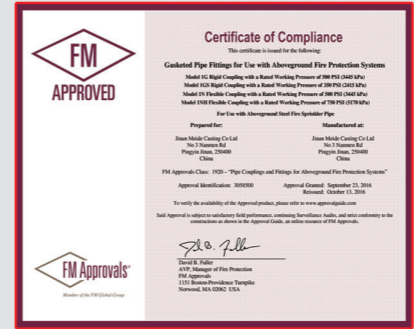 FM
APPROVED
Certificate of Compliance
This certificate is issued for the following:
Gasketed Pipe Fittings for Use with Aboveground Fire Protection Systems
Model 1G Rigid Coupling with a Rated Working Pressure of 500 PSI (3445 kPa)
Model 1GS Rigid Coupling with a Rated Working Pressure of 350 PSI (2415 kPa)
Model 1N Flexible Coupling with a Rated Working Pressure of 500 PSI (3445 kPa)
Model 1NH Flexible Coupling with a Rated Working Pressure of 750 PSI (5170 kPa)
For Use with Aboveground Steel Fire Sprinkler Pipe
Prepared for:
Jinan Meide Casting Co Ltd
No 3 Nanmen Rd
Pingyin Jinan, 250400
China
Manufactured at:
Jinan Meide Casting Co Ltd
No 3 Nanmen Rd
Pingyin Jinan, 250400
China
FM Approvals Class: 1920 – "Pipe Couplings and Fittings for Aboveground Fire Protection Systems"
Approval Identification: 3050500
Approval Granted: September 23, 2016
Reissued: October 13, 2016
To verify the availability of the Approved product, please refer to www.approvalguide.com
Said Approval is subject to satisfactory field performance, continuing Surveillance Audits, and strict conformity to the
constructions as shown in the Approval Guide, an online resource of FM Approvals.
David B. Fuller
AVP, Manager of Fire Protection
FM Approvals
1151 Boston-Providence Turnpike
Norwood, MA 02062 USA
FM Approvals®
Member of the FM Global Group